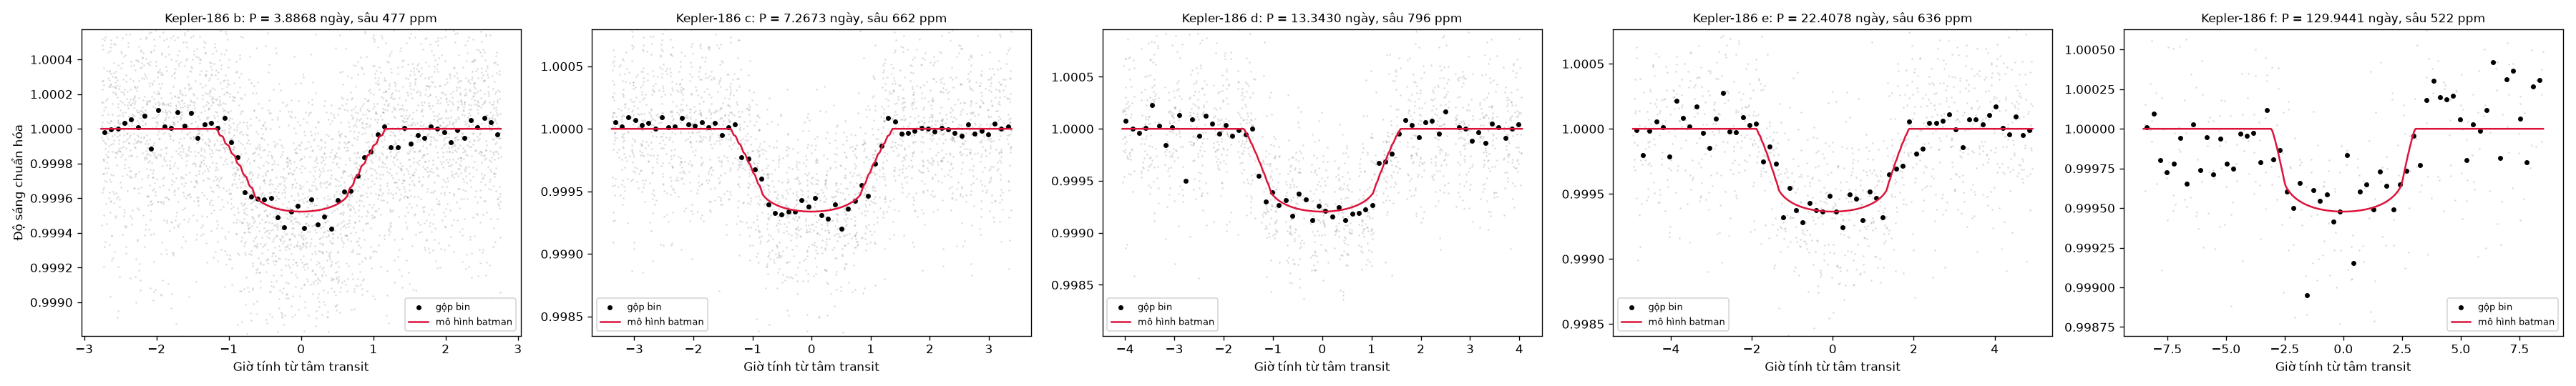 Kepler-186 b: P = 3.8868 ngày, sâu 477 ppm
Độ sáng chuẩn hóa
1.0004
1.0002
1.0000
0.9998
0.9996
0.9994
0.9992
0.9990
gộp bin
mô hình batman
−3 −2 −1 0 1 2 3
Giờ tính từ tâm transit
Kepler-186 c: P = 7.2673 ngày, sâu 662 ppm
1.0005
1.0000
0.9995
0.9990
0.9985
gộp bin
mô hình batman
−3 −2 −1 0 1 2 3
Giờ tính từ tâm transit
Kepler-186 d: P = 13.3430 ngày, sâu 796 ppm
1.0005
1.0000
0.9995
0.9990
0.9985
gộp bin
mô hình batman
−4 −3 −2 −1 0 1 2 3 4
Giờ tính từ tâm transit
Kepler-186 e: P = 22.4078 ngày, sâu 636 ppm
1.0005
1.0000
0.9995
0.9990
0.9985
gộp bin
mô hình batman
−4 −2 0 2 4
Giờ tính từ tâm transit
Kepler-186 f: P = 129.9441 ngày, sâu 522 ppm
1.00050
1.00025
1.00000
0.99975
0.99950
0.99925
0.99900
0.99875
gộp bin
mô hình batman
−7.5 −5.0 −2.5 0.0 2.5 5.0 7.5
Giờ tính từ tâm transit